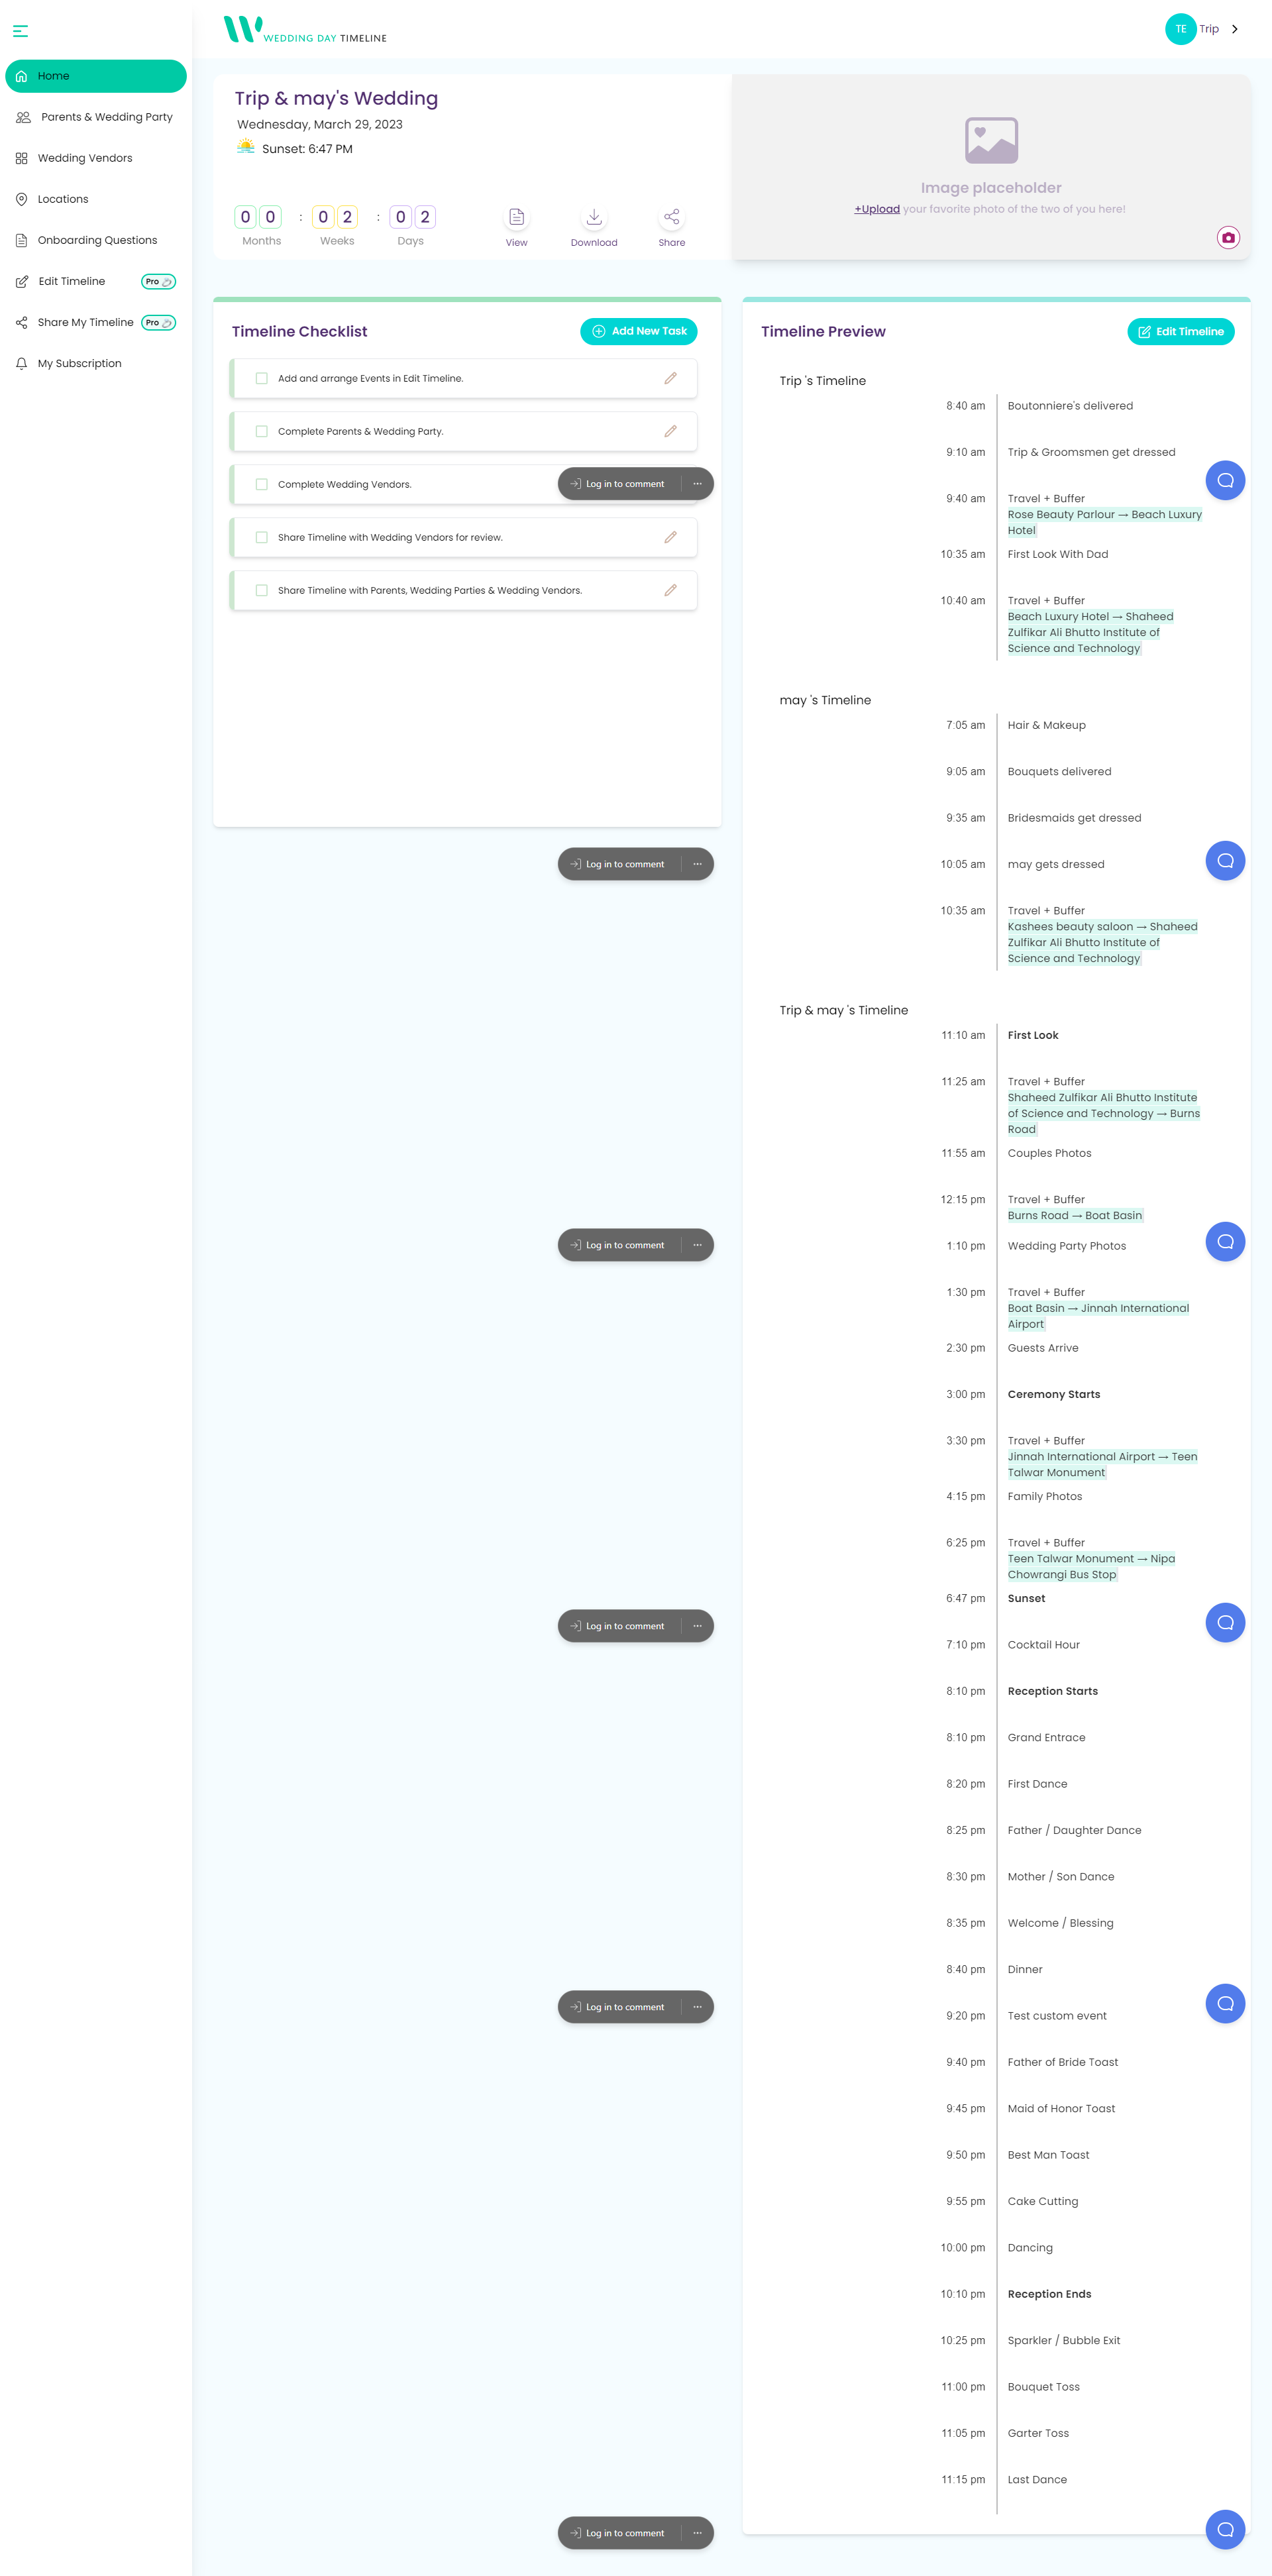 WEDDING DAY TIMELINE
TE Trip
Home
Parents & Wedding Party
Wedding Vendors
Locations
Onboarding Questions
Edit Timeline Pro
Share My Timeline Pro
My Subscription
Trip & may's Wedding
Wednesday, March 29, 2023
Sunset: 6:47 PM
0 0 : 0 2 : 0 2
Months Weeks Days
View Download Share
Image placeholder
+Upload your favorite photo of the two of you here!
Timeline Checklist
Add New Task
Add and arrange Events in Edit Timeline.
Complete Parents & Wedding Party.
Complete Wedding Vendors.
Log in to comment
Share Timeline with Wedding Vendors for review.
Share Timeline with Parents, Wedding Parties & Wedding Vendors.
Log in to comment
Log in to comment
Log in to comment
Log in to comment
Log in to comment
Timeline Preview
Edit Timeline
Trip 's Timeline
8:40 am Boutonniere's delivered
9:10 am Trip & Groomsmen get dressed
9:40 am Travel + Buffer
Rose Beauty Parlour → Beach Luxury
Hotel
10:35 am First Look With Dad
10:40 am Travel + Buffer
Beach Luxury Hotel → Shaheed
Zulfikar Ali Bhutto Institute of
Science and Technology
may 's Timeline
7:05 am Hair & Makeup
9:05 am Bouquets delivered
9:35 am Bridesmaids get dressed
10:05 am may gets dressed
10:35 am Travel + Buffer
Kashees beauty saloon → Shaheed
Zulfikar Ali Bhutto Institute of
Science and Technology
Trip & may 's Timeline
11:10 am First Look
11:25 am Travel + Buffer
Shaheed Zulfikar Ali Bhutto Institute
of Science and Technology → Burns
Road
11:55 am Couples Photos
12:15 pm Travel + Buffer
Burns Road → Boat Basin
1:10 pm Wedding Party Photos
1:30 pm Travel + Buffer
Boat Basin → Jinnah International
Airport
2:30 pm Guests Arrive
3:00 pm Ceremony Starts
3:30 pm Travel + Buffer
Jinnah International Airport → Teen
Talwar Monument
4:15 pm Family Photos
6:25 pm Travel + Buffer
Teen Talwar Monument → Nipa
Chowrangi Bus Stop
6:47 pm Sunset
7:10 pm Cocktail Hour
8:10 pm Reception Starts
8:10 pm Grand Entrace
8:20 pm First Dance
8:25 pm Father / Daughter Dance
8:30 pm Mother / Son Dance
8:35 pm Welcome / Blessing
8:40 pm Dinner
9:20 pm Test custom event
9:40 pm Father of Bride Toast
9:45 pm Maid of Honor Toast
9:50 pm Best Man Toast
9:55 pm Cake Cutting
10:00 pm Dancing
10:10 pm Reception Ends
10:25 pm Sparkler / Bubble Exit
11:00 pm Bouquet Toss
11:05 pm Garter Toss
11:15 pm Last Dance